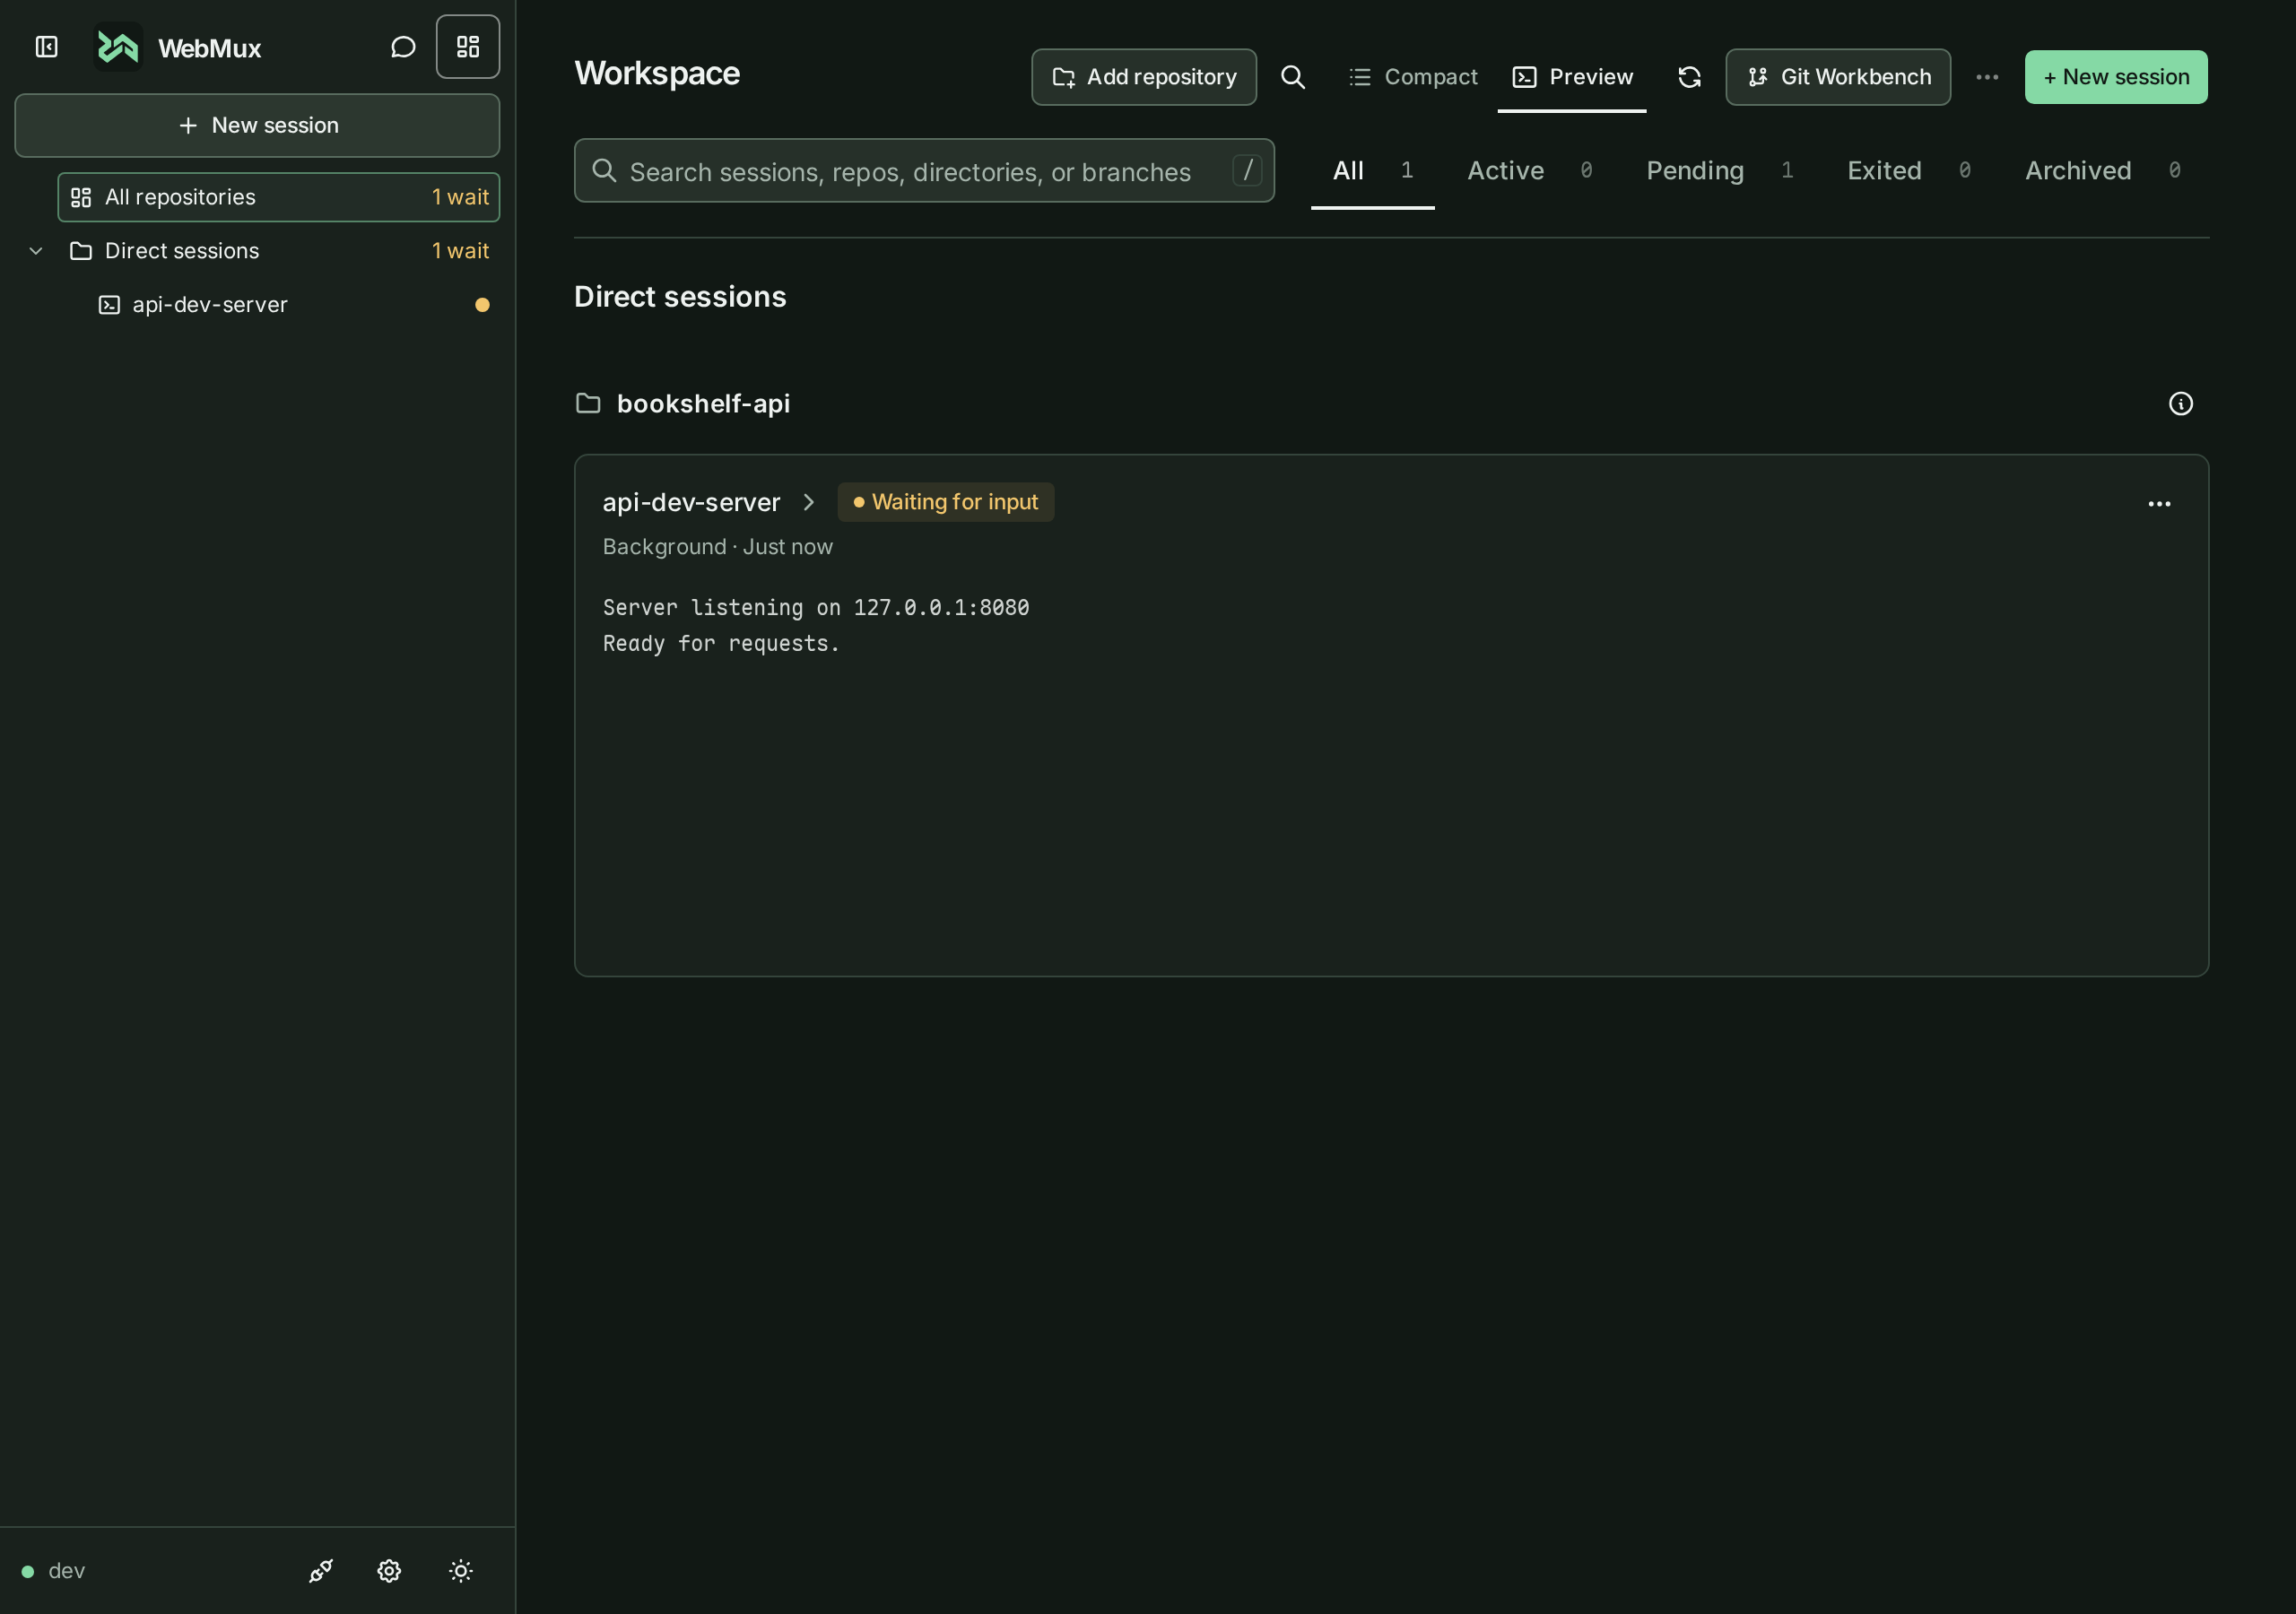 WebMux
+ New session
All repositories 1 wait
Direct sessions 1 wait
api-dev-server
dev
Workspace
Add repository
Compact
Preview
Git Workbench
+ New session
Search sessions, repos, directories, or branches /
All 1
Active 0
Pending 1
Exited 0
Archived 0
Direct sessions
bookshelf-api
api-dev-server > Waiting for input
Background · Just now
Server listening on 127.0.0.1:8080
Ready for requests.